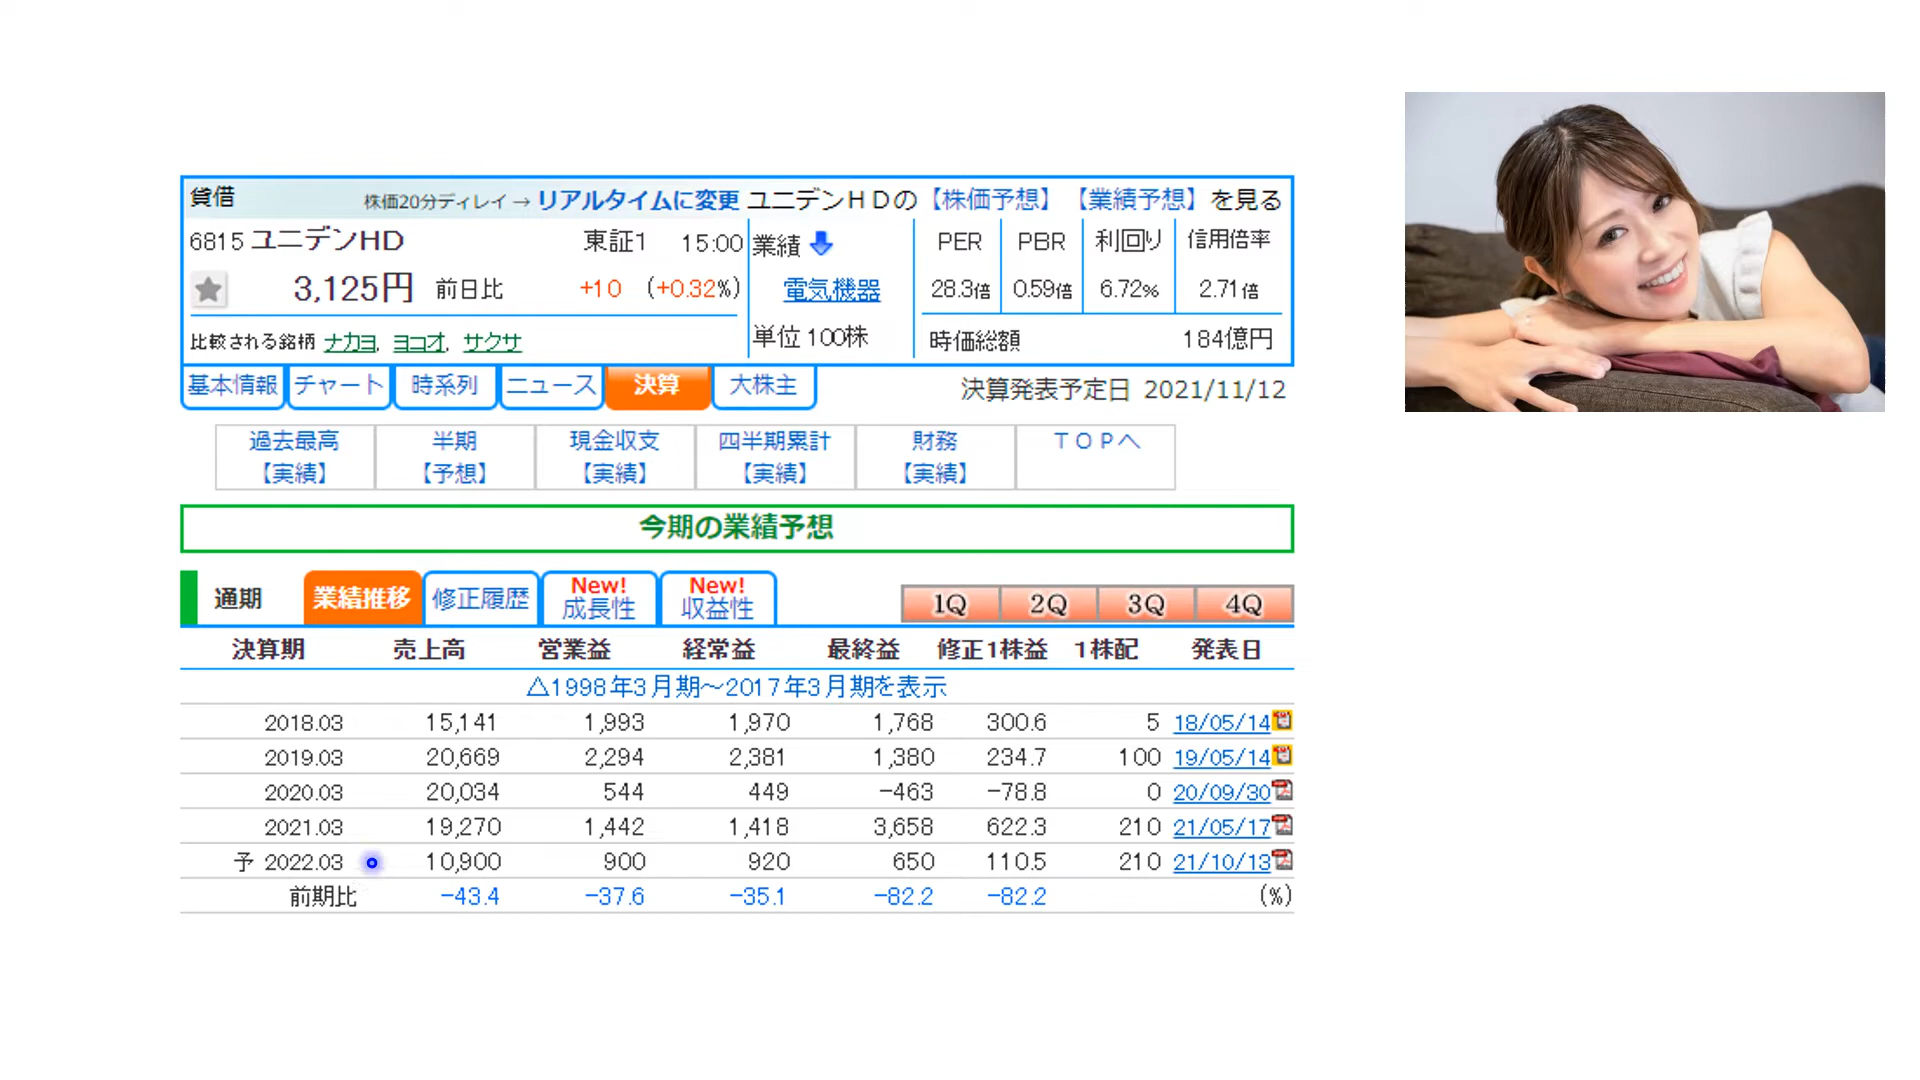 貸借 株価20分ディレイ→ リアルタイムに変更 ユニデンHDの【株価予想】【業績予想】を見る
6815 ユニデンHD 東証1 15:00 業績 PER PBR 利回り 信用倍率
3,125円 前日比 +10 (+0.32%) 電気機器 28.3倍 0.59倍 6.72% 2.71倍
比較される銘柄 ナカヨ, ヨコオ, サクサ 単位 100株 時価総額 184億円
基本情報 チャート 時系列 ニュース 決算 大株主 決算発表予定日 2021/11/12
過去最高 半期 現金収支 四半期累計 財務 TOPへ
【実績】 【予想】 【実績】 【実績】 【実績】
今期の業績予想
通期 業績推移 修正履歴 New! 成長性 New! 収益性 1Q 2Q 3Q 4Q
決算期 売上高 営業益 経常益 最終益 修正1株益 1株配 発表日
△1998年3月期～2017年3月期を表示
2018.03 15,141 1,993 1,970 1,768 300.6 5 18/05/14
2019.03 20,669 2,294 2,381 1,380 234.7 100 19/05/14
2020.03 20,034 544 449 -463 -78.8 0 20/09/30
2021.03 19,270 1,442 1,418 3,658 622.3 210 21/05/17
予 2022.03 10,900 900 920 650 110.5 210 21/10/13
前期比 -43.4 -37.6 -35.1 -82.2 -82.2 (%)